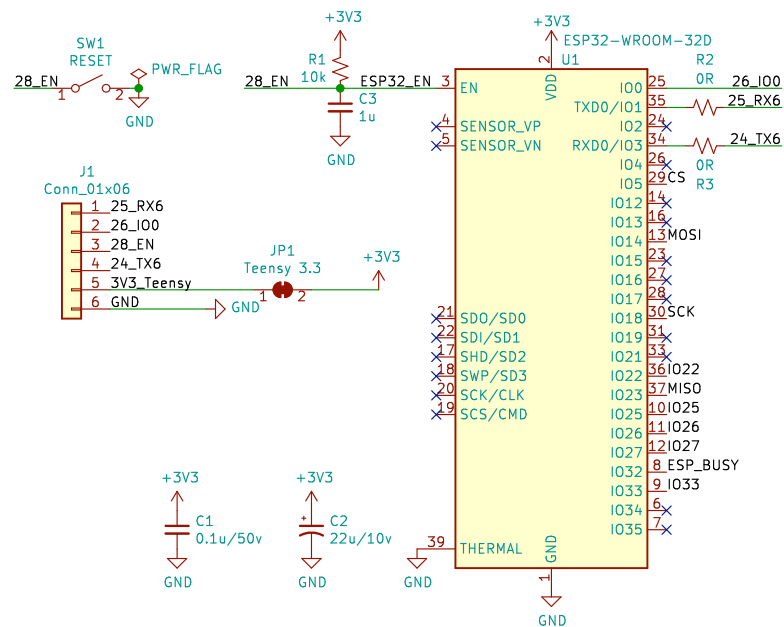 SW1
RESET
28_EN
1
2
PWR_FLAG
GND
+3V3
R1
10k
28_EN
ESP32_EN
C3
1u
GND
J1
Conn_01x06
1 25_RX6
2 26_IO0
3 28_EN
4 24_TX6
5 3V3_Teensy
6 GND
GND
JP1
Teensy 3.3
1
2
+3V3
+3V3
C1
0.1u/50v
GND
+3V3
C2
22u/10v
GND
+3V3
ESP32-WROOM-32D
U1
2
VDD
3 EN
4 SENSOR_VP
5 SENSOR_VN
21 SDO/SD0
22 SDI/SD1
17 SHD/SD2
18 SWP/SD3
20 SCK/CLK
19 SCS/CMD
39 THERMAL
GND
GND
1
GND
IO0 25
TXD0/IO1 35
IO2 24
RXD0/IO3 34
IO4 26
IO5 29 CS
IO12 14
IO13 16
IO14 13 MOSI
IO15 23
IO16 27
IO17 28
IO18 30 SCK
IO19 31
IO21 33
IO22 36 IO22
IO23 37 MISO
IO25 10 IO25
IO26 11 IO26
IO27 12 IO27
IO32 8 ESP_BUSY
IO33 9 IO33
IO34 6
IO35 7
R2
0R
26_IO0
25_RX6
24_TX6
0R
R3